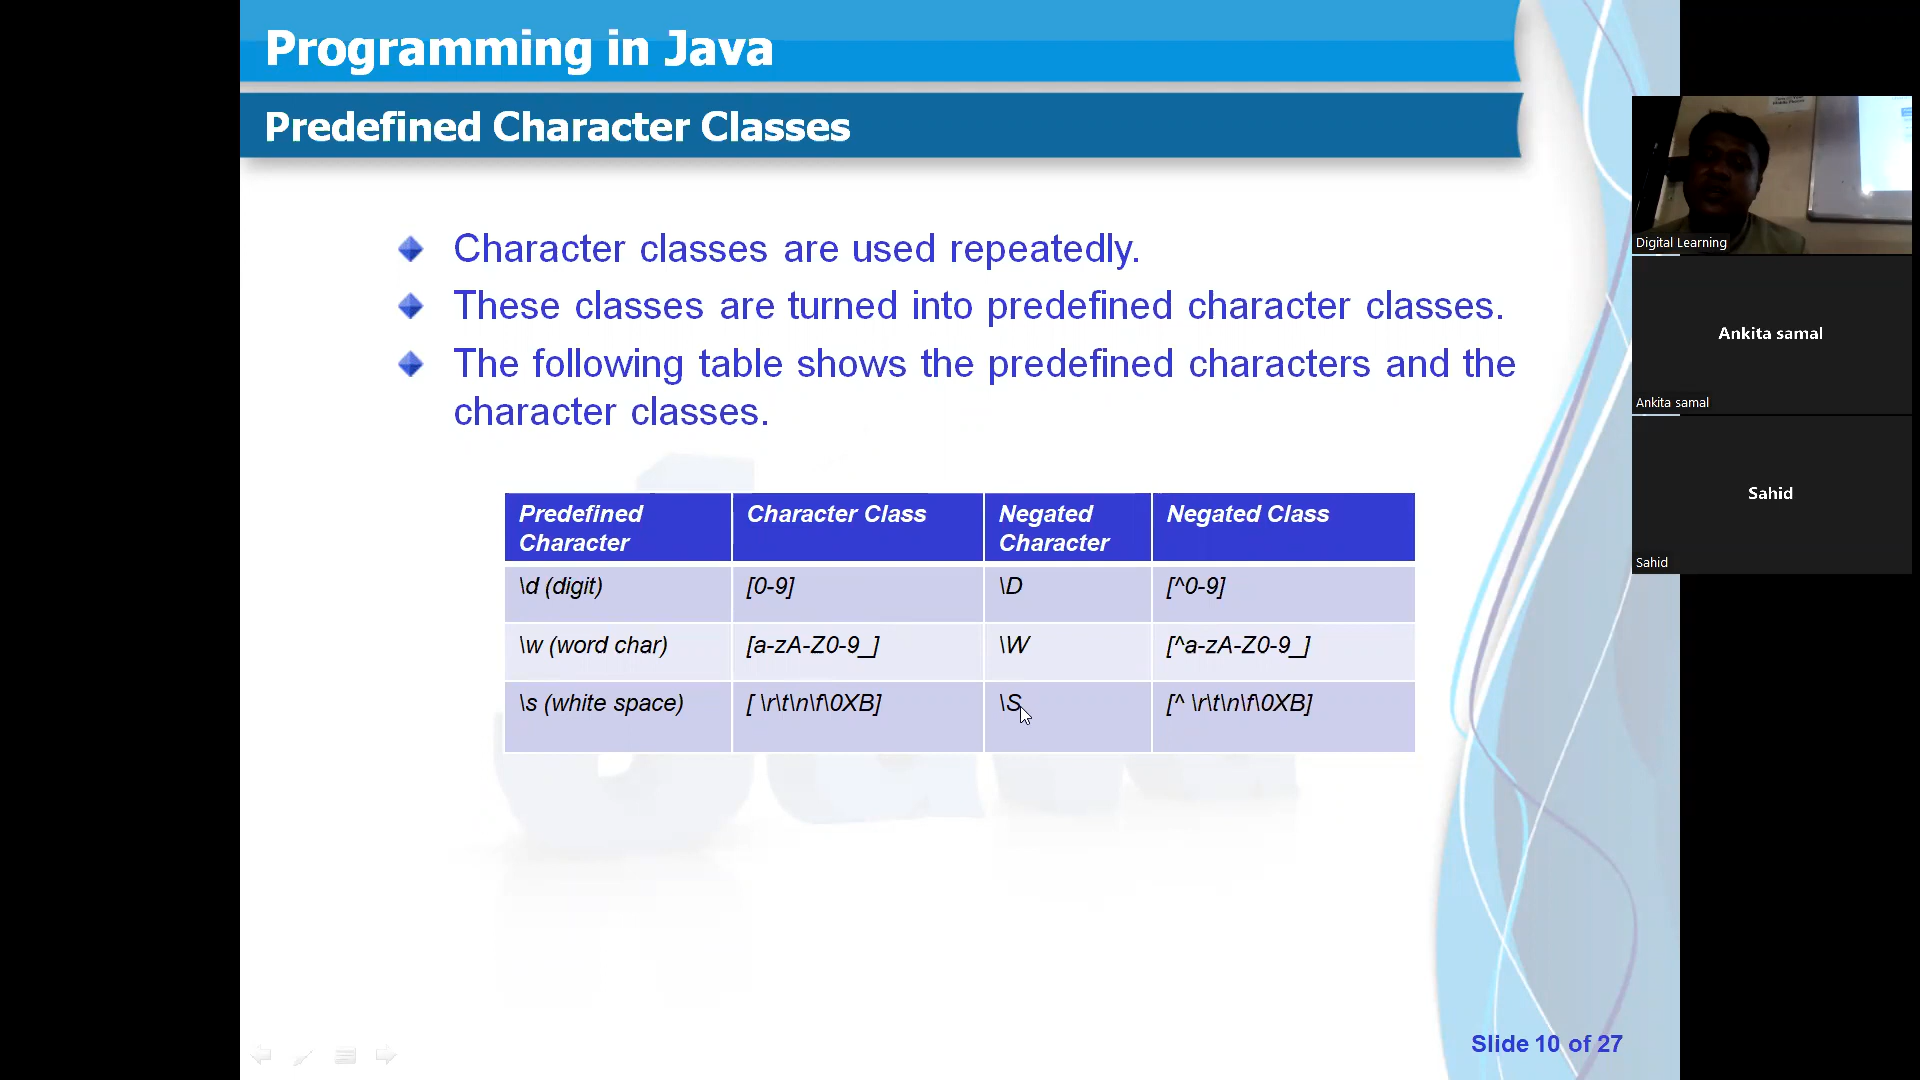 Programming in Java
Predefined Character Classes
Character classes are used repeatedly.
These classes are turned into predefined character classes.
The following table shows the predefined characters and the
character classes.
Predefined Character | Character Class | Negated Character | Negated Class
\d (digit) | [0-9] | \D | [^0-9]
\w (word char) | [a-zA-Z0-9_] | \W | [^a-zA-Z0-9_]
\s (white space) | [ \r\t\n\f\0XB] | \S | [^ \r\t\n\f\0XB]
Slide 10 of 27
Digital Learning
Ankita samal
Ankita samal
Sahid
Sahid